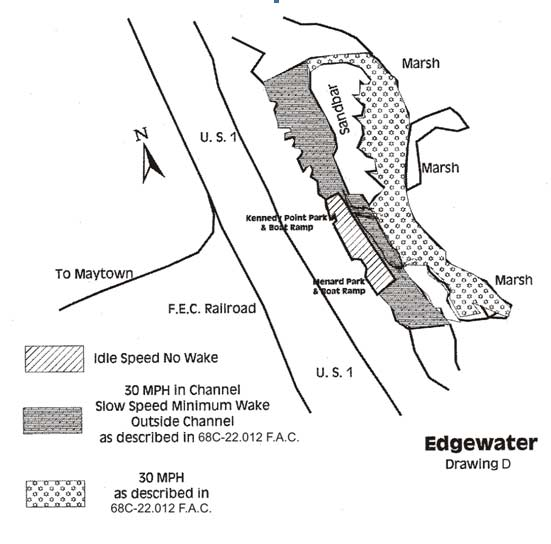 Marsh
Sandbar
U. S. 1
N
Marsh
Kennedy Point Park
& Boat Ramp
To Maytown
Menard Park
& Boat Ramp
Marsh
F.E.C. Railroad
Idle Speed No Wake
U. S. 1
30 MPH in Channel
Slow Speed Minimum Wake
Outside Channel
as described in 68C-22.012 F.A.C.
Edgewater
Drawing D
30 MPH
as described in
68C-22.012 F.A.C.